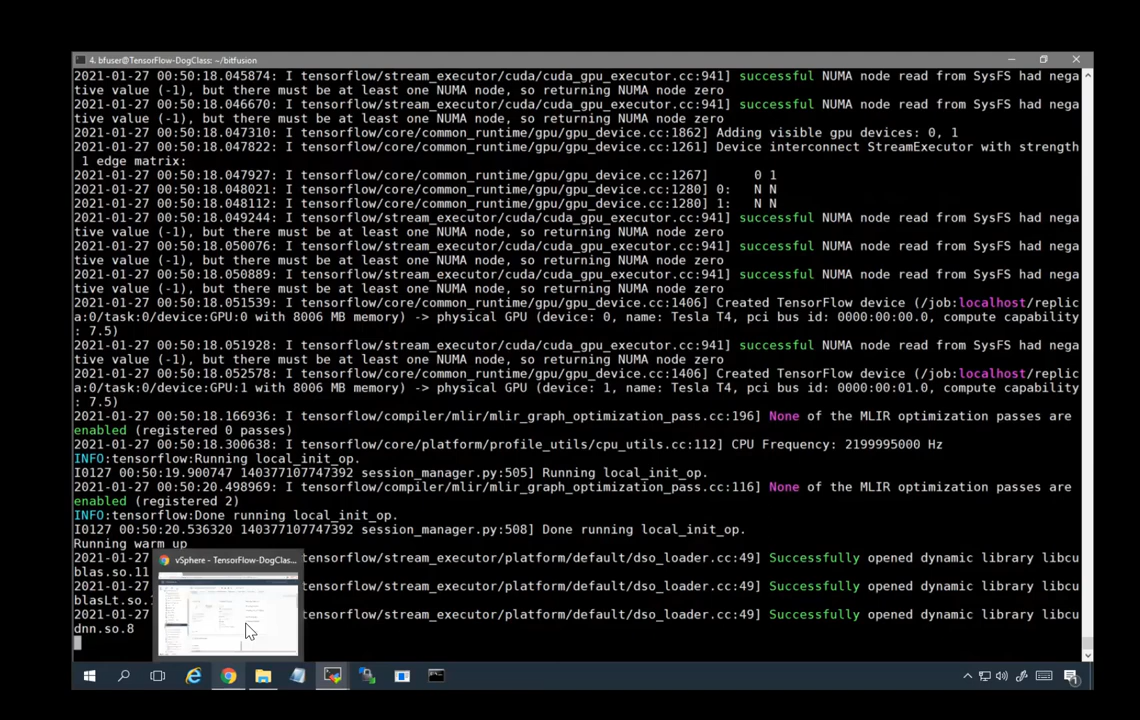 4. bfuser@TensorFlow-DogClass: ~/bitfusion
2021-01-27 00:50:18.045874: I tensorflow/stream_executor/cuda/cuda_gpu_executor.cc:941] successful NUMA node read from SysFS had nega
tive value (-1), but there must be at least one NUMA node, so returning NUMA node zero
2021-01-27 00:50:18.046670: I tensorflow/stream_executor/cuda/cuda_gpu_executor.cc:941] successful NUMA node read from SysFS had nega
tive value (-1), but there must be at least one NUMA node, so returning NUMA node zero
2021-01-27 00:50:18.047310: I tensorflow/core/common_runtime/gpu/gpu_device.cc:1862] Adding visible gpu devices: 0, 1
2021-01-27 00:50:18.047822: I tensorflow/core/common_runtime/gpu/gpu_device.cc:1261] Device interconnect StreamExecutor with strength
1 edge matrix:
2021-01-27 00:50:18.047927: I tensorflow/core/common_runtime/gpu/gpu_device.cc:1267]      0 1
2021-01-27 00:50:18.048021: I tensorflow/core/common_runtime/gpu/gpu_device.cc:1280] 0:   N N
2021-01-27 00:50:18.048112: I tensorflow/core/common_runtime/gpu/gpu_device.cc:1280] 1:   N N
2021-01-27 00:50:18.049244: I tensorflow/stream_executor/cuda/cuda_gpu_executor.cc:941] successful NUMA node read from SysFS had nega
tive value (-1), but there must be at least one NUMA node, so returning NUMA node zero
2021-01-27 00:50:18.050076: I tensorflow/stream_executor/cuda/cuda_gpu_executor.cc:941] successful NUMA node read from SysFS had nega
tive value (-1), but there must be at least one NUMA node, so returning NUMA node zero
2021-01-27 00:50:18.050889: I tensorflow/stream_executor/cuda/cuda_gpu_executor.cc:941] successful NUMA node read from SysFS had nega
tive value (-1), but there must be at least one NUMA node, so returning NUMA node zero
2021-01-27 00:50:18.051539: I tensorflow/core/common_runtime/gpu/gpu_device.cc:1406] Created TensorFlow device (/job:localhost/replic
a:0/task:0/device:GPU:0 with 8006 MB memory) -> physical GPU (device: 0, name: Tesla T4, pci bus id: 0000:00:00.0, compute capability
: 7.5)
2021-01-27 00:50:18.051928: I tensorflow/stream_executor/cuda/cuda_gpu_executor.cc:941] successful NUMA node read from SysFS had nega
tive value (-1), but there must be at least one NUMA node, so returning NUMA node zero
2021-01-27 00:50:18.052578: I tensorflow/core/common_runtime/gpu/gpu_device.cc:1406] Created TensorFlow device (/job:localhost/replic
a:0/task:0/device:GPU:1 with 8006 MB memory) -> physical GPU (device: 1, name: Tesla T4, pci bus id: 0000:00:01.0, compute capability
: 7.5)
2021-01-27 00:50:18.166936: I tensorflow/compiler/mlir/mlir_graph_optimization_pass.cc:196] None of the MLIR optimization passes are
enabled (registered 0 passes)
2021-01-27 00:50:18.300638: I tensorflow/core/platform/profile_utils/cpu_utils.cc:112] CPU Frequency: 2199995000 Hz
INFO:tensorflow:Running local_init_op.
I0127 00:50:19.900747 140377107747392 session_manager.py:505] Running local_init_op.
2021-01-27 00:50:20.498969: I tensorflow/compiler/mlir/mlir_graph_optimization_pass.cc:116] None of the MLIR optimization passes are
enabled (registered 2)
INFO:tensorflow:Done running local_init_op.
I0127 00:50:20.536320 140377107747392 session_manager.py:508] Done running local_init_op.
Running warm up
2021-01-27 tensorflow/stream_executor/platform/default/dso_loader.cc:49] Successfully opened dynamic library libcu
vSphere - TensorFlow-DogClass...
blas.so.11
2021-01-27 tensorflow/stream_executor/platform/default/dso_loader.cc:49] Successfully opened dynamic library libcu
blasLt.so.
2021-01-27 tensorflow/stream_executor/platform/default/dso_loader.cc:49] Successfully opened dynamic library libcu
dnn.so.8